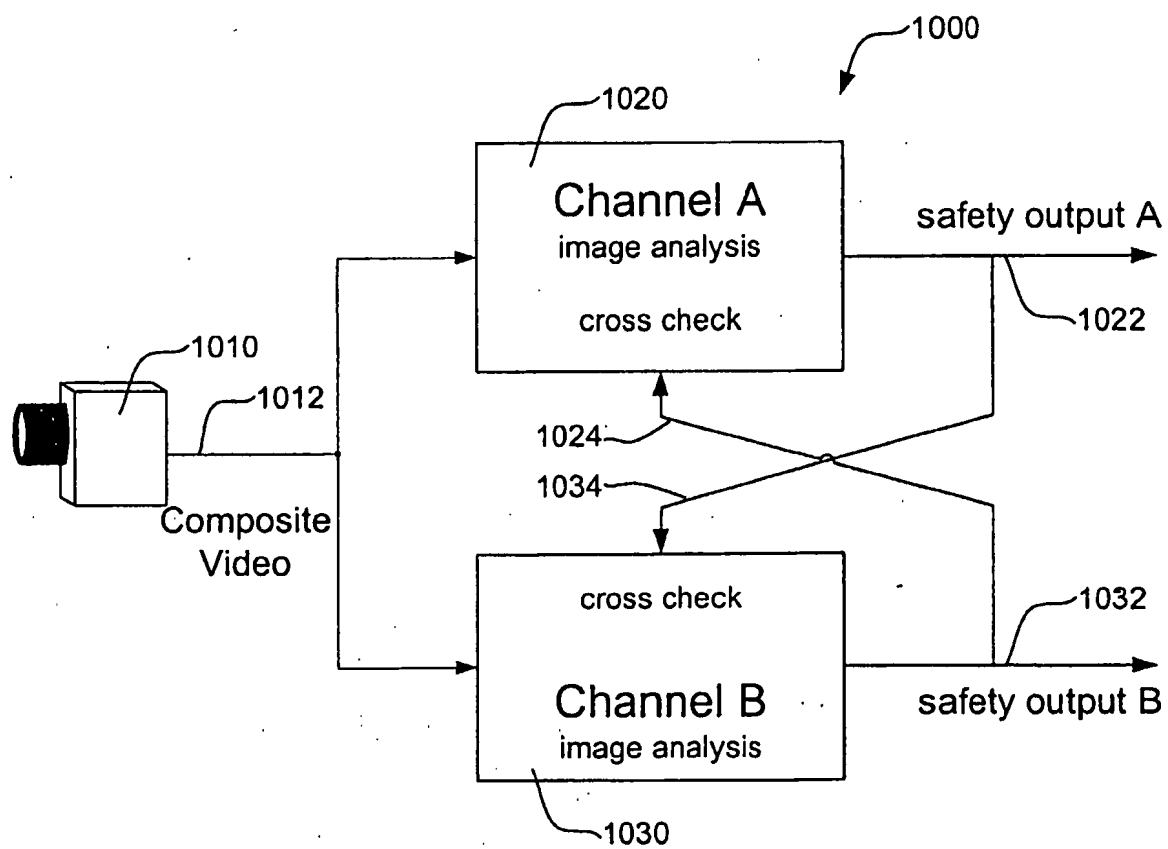 1000
1020
Channel A
image analysis
cross check
safety output A
1022
1010
1012
Composite
Video
1024
1034
cross check
Channel B
image analysis
1032
safety output B
1030